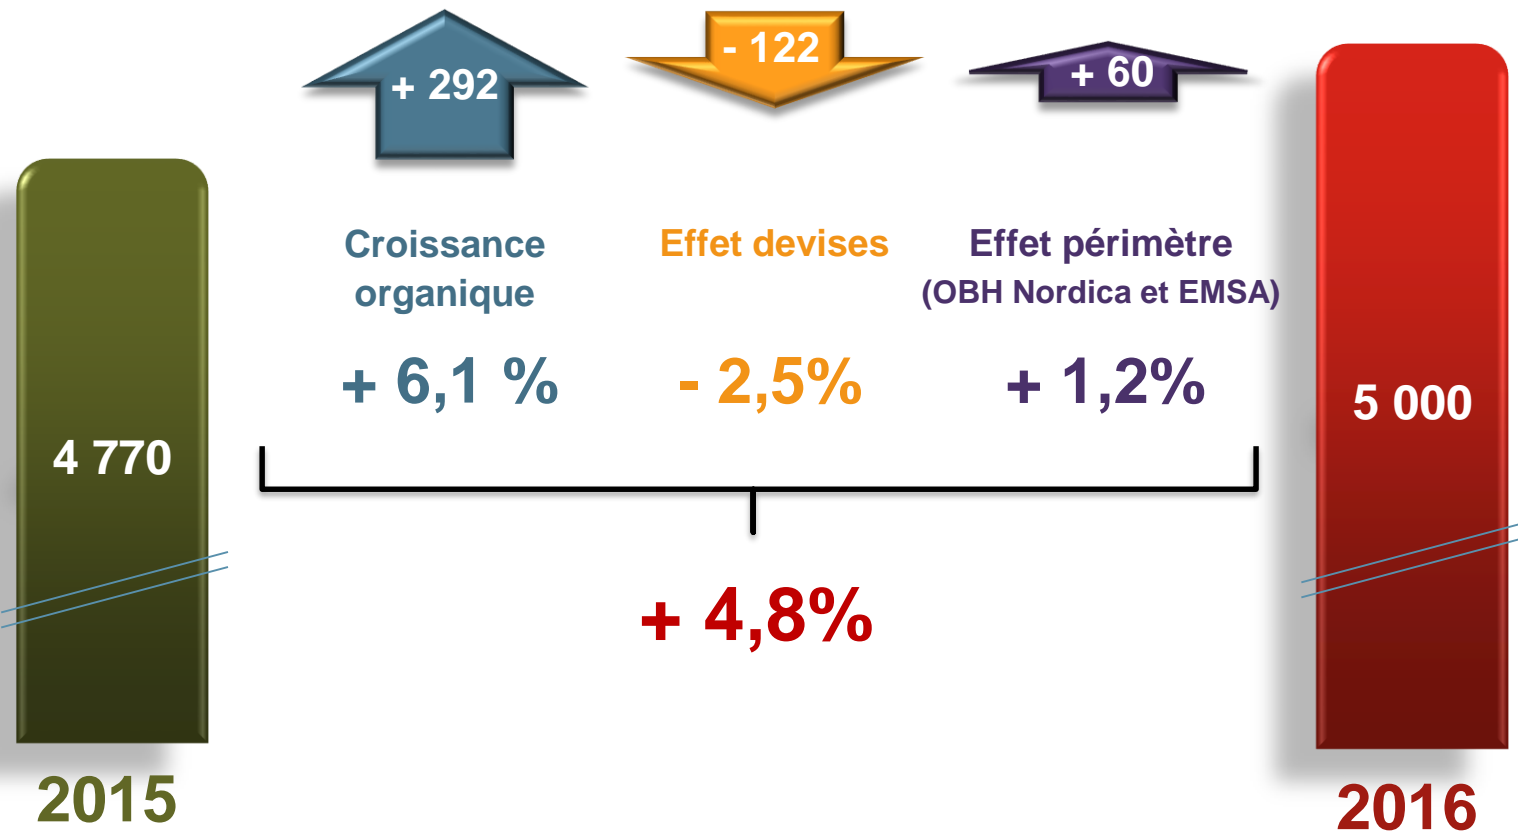 + 292
- 122
+ 60
Croissance
organique
Effet devises
Effet périmètre
(OBH Nordica et EMSA)
+ 6,1 %
- 2,5%
+ 1,2%
4 770
5 000
+ 4,8%
2015
2016